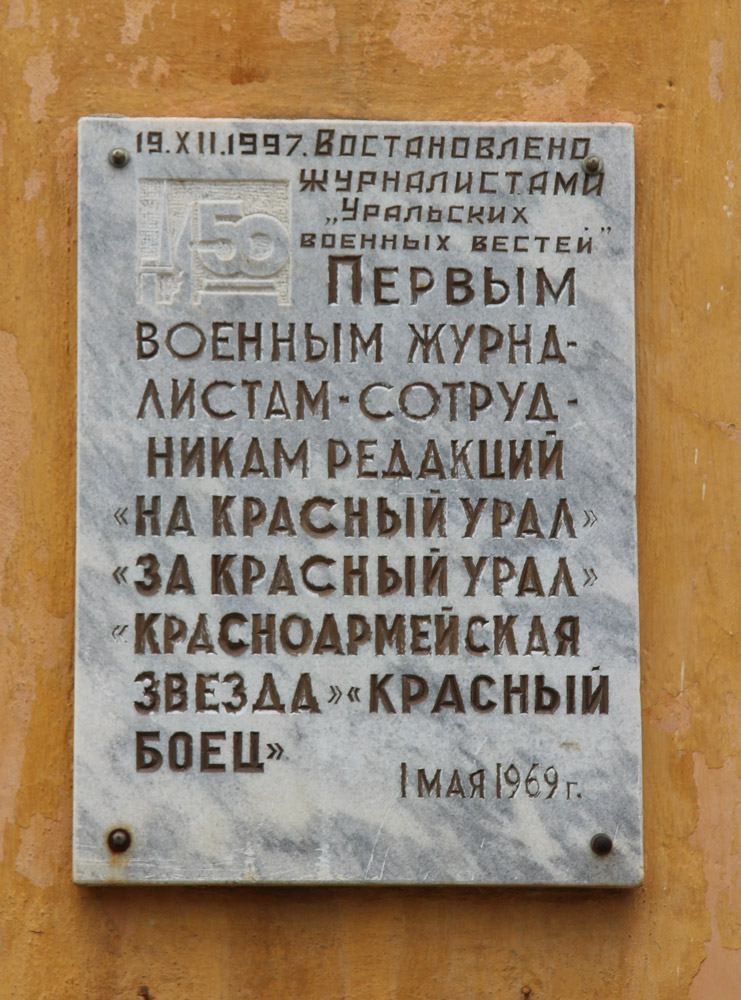 19.XII.1997. Востановлено
журналистами
„Уральских
военных вестей”
50
Первым
военным журна-
листам-сотруд-
никам редакций
«На Красный Урал»
«За Красный Урал»
«Красноармейская
звезда»«Красный
боец»
1 мая 1969 г.